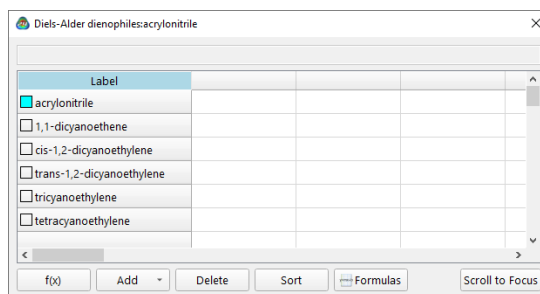 Diels-Alder dienophiles:acrylonitrile
Label
acrylonitrile
1,1-dicyanoethene
cis-1,2-dicyanoethylene
trans-1,2-dicyanoethylene
tricyanoethylene
tetracyanoethylene
f(x) Add Delete Sort Formulas Scroll to Focus